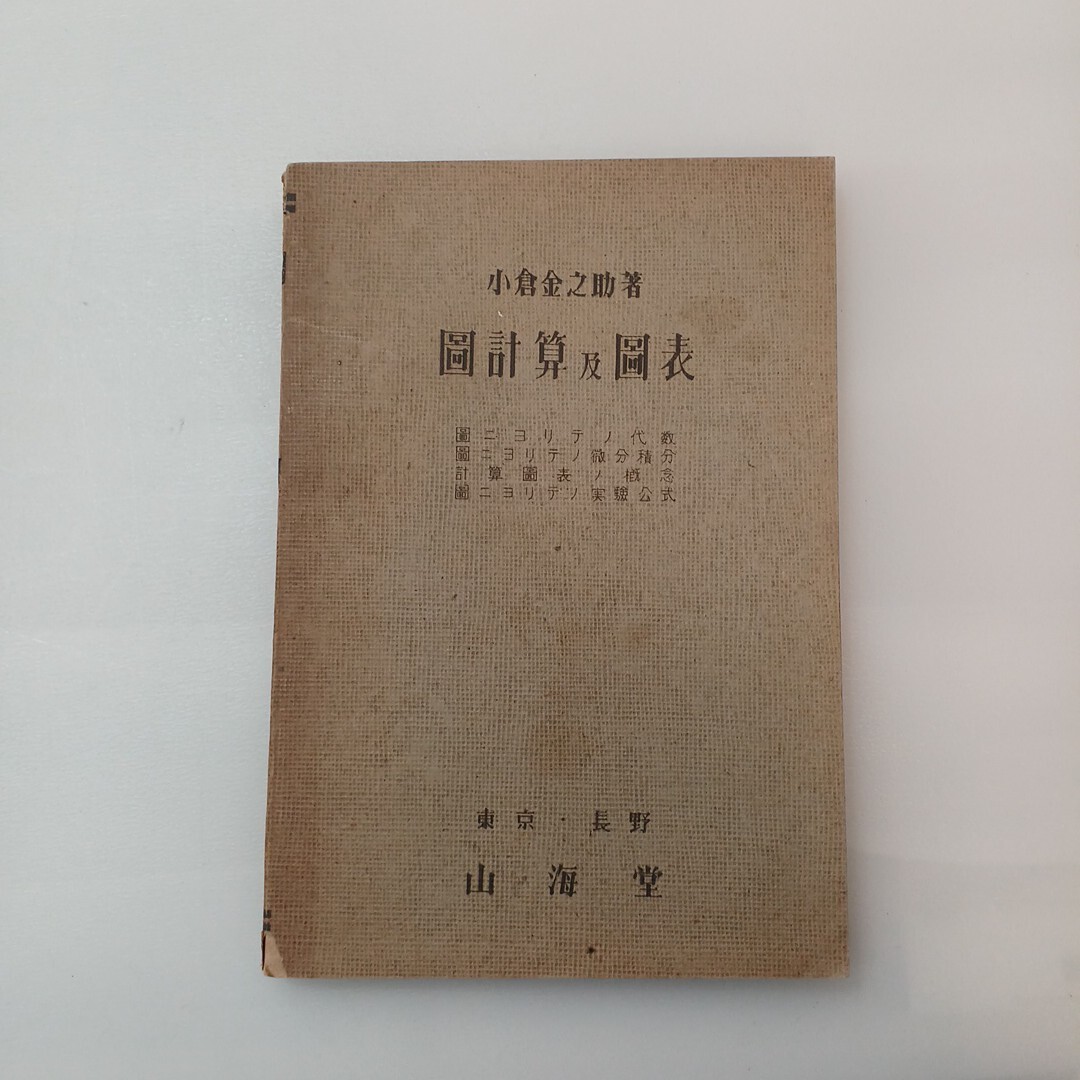 小倉金之助著
圖計算及圖表
圖ニヨリテノ代数
圖ニヨリテノ微分積分
計算圖表ノ概念
圖ニヨリテノ実驗公式
東京・長野
山海堂